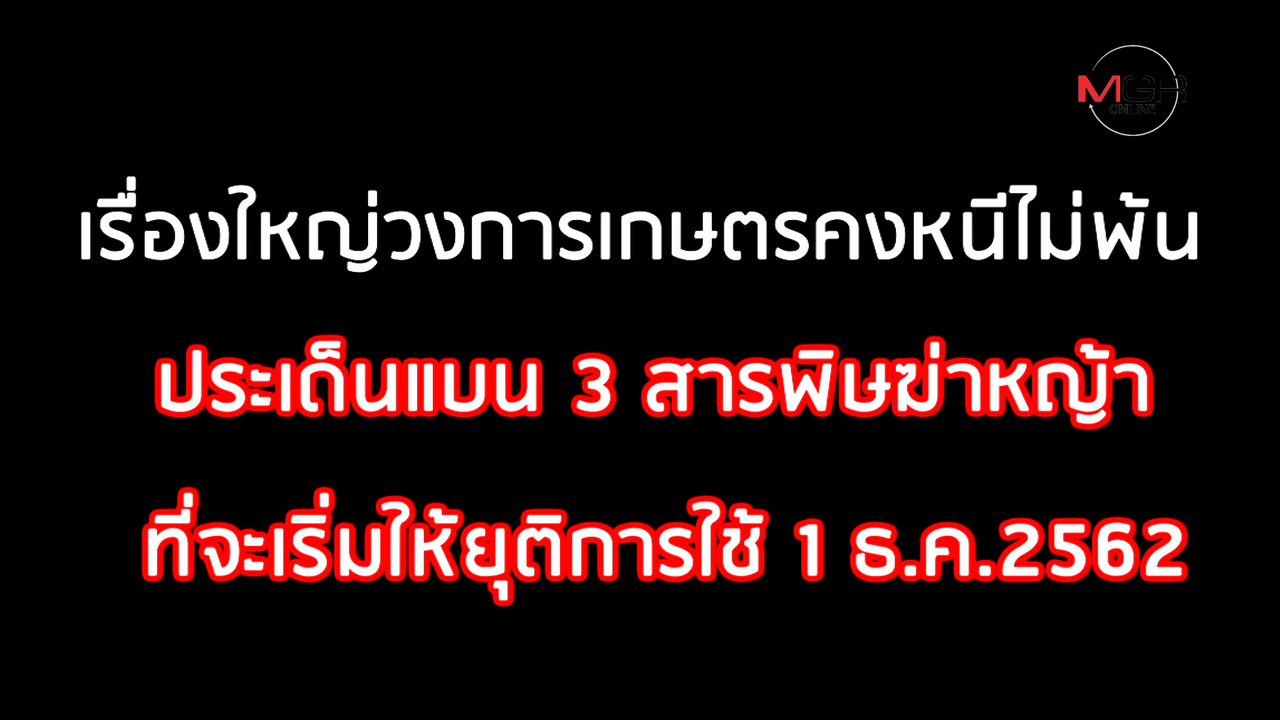 MGR
ONLINE
เรื่องใหญ่วงการเกษตรคงหนีไม่พ้น
ประเด็นแบน 3 สารพิษฆ่าหญ้า
ที่จะเริ่มให้ยุติการใช้ 1 ธ.ค.2562